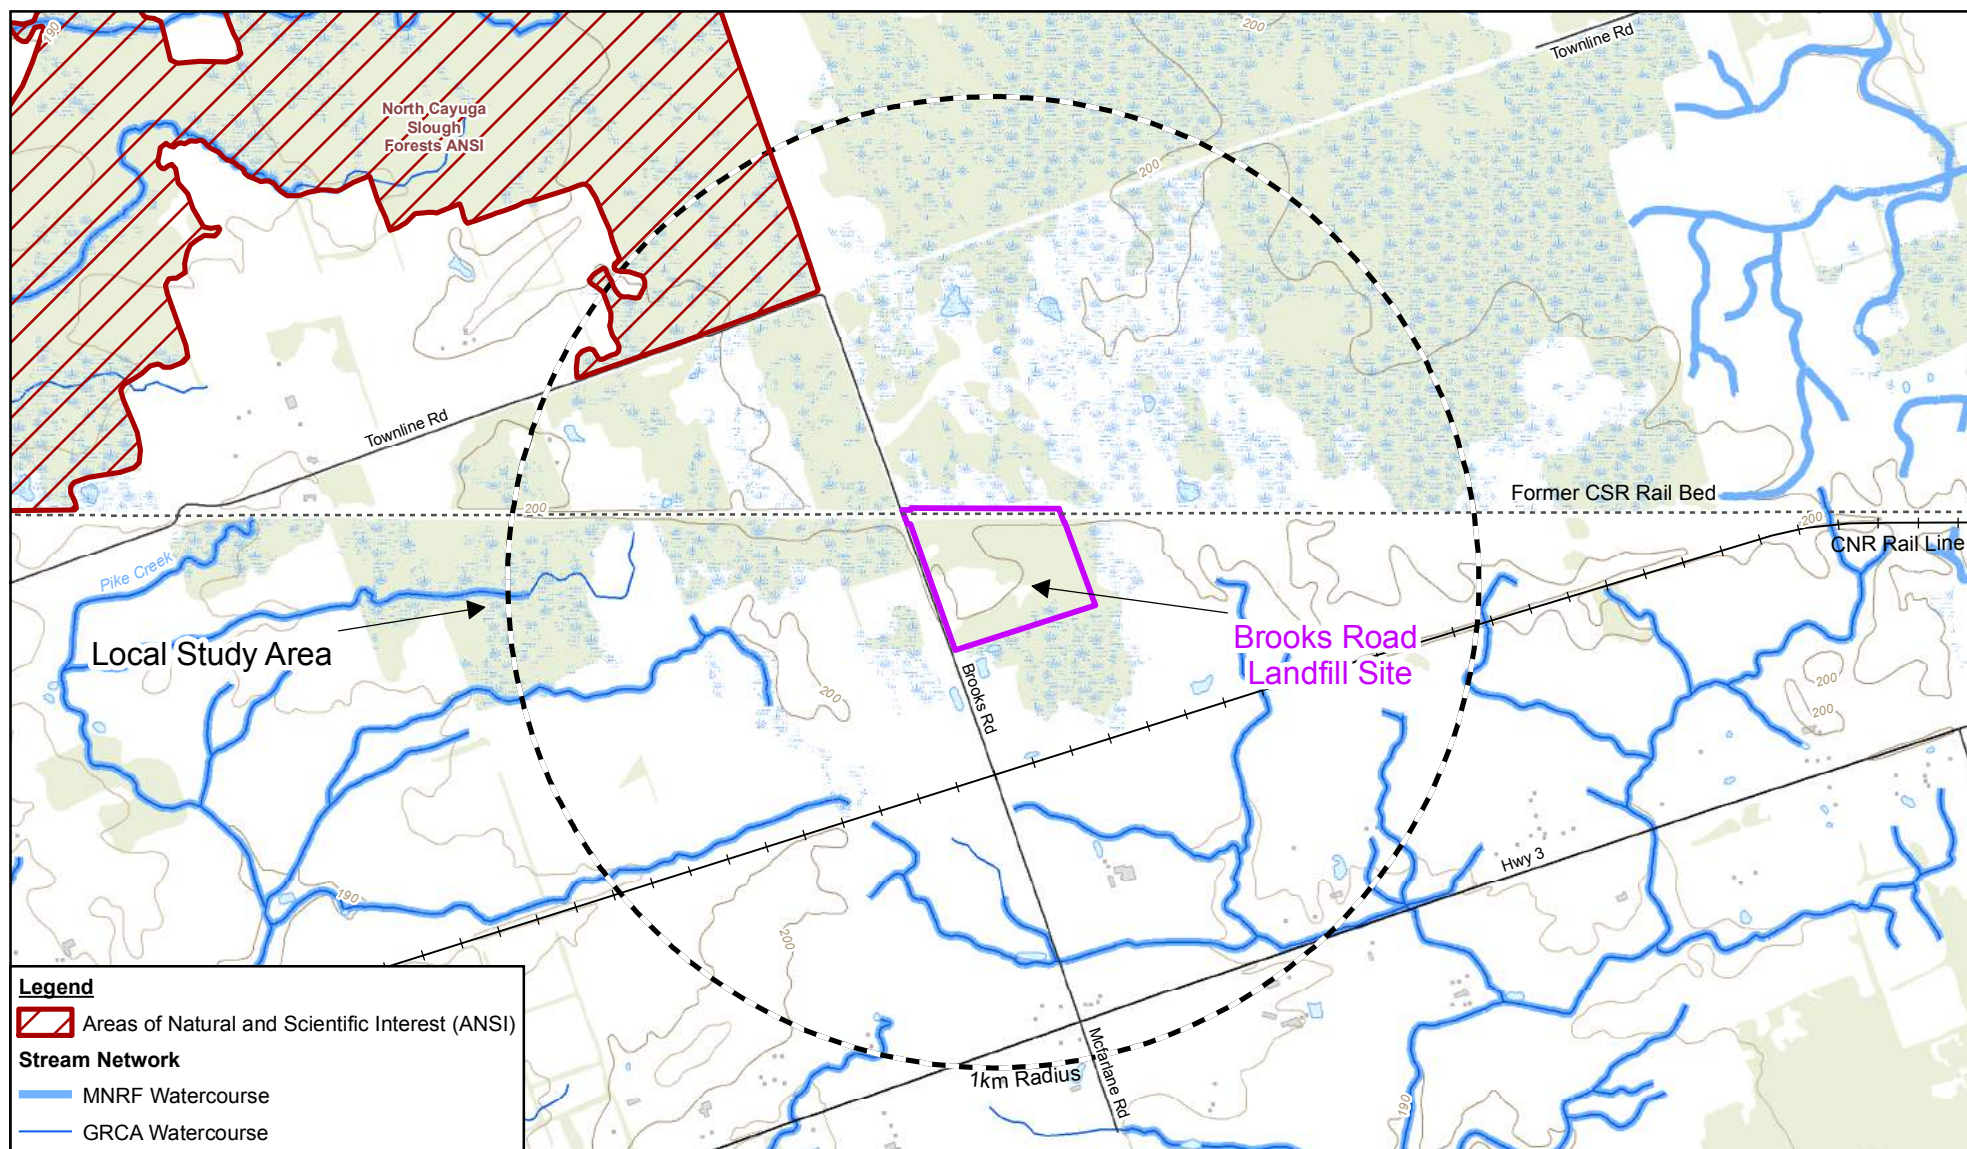 190
200
Townline Rd
North Cayuga
Slough
Forests ANSI
200
Townline Rd
Former CSR Rail Bed
200
200
CNR Rail Line
Pike Creek
Local Study Area
Brooks Road
Landfill Site
Brooks Rd
200
200
200
Hwy 3
190
200
1km Radius
Mcfarlane Rd
190
Legend
Areas of Natural and Scientific Interest (ANSI)
Stream Network
MNRF Watercourse
GRCA Watercourse